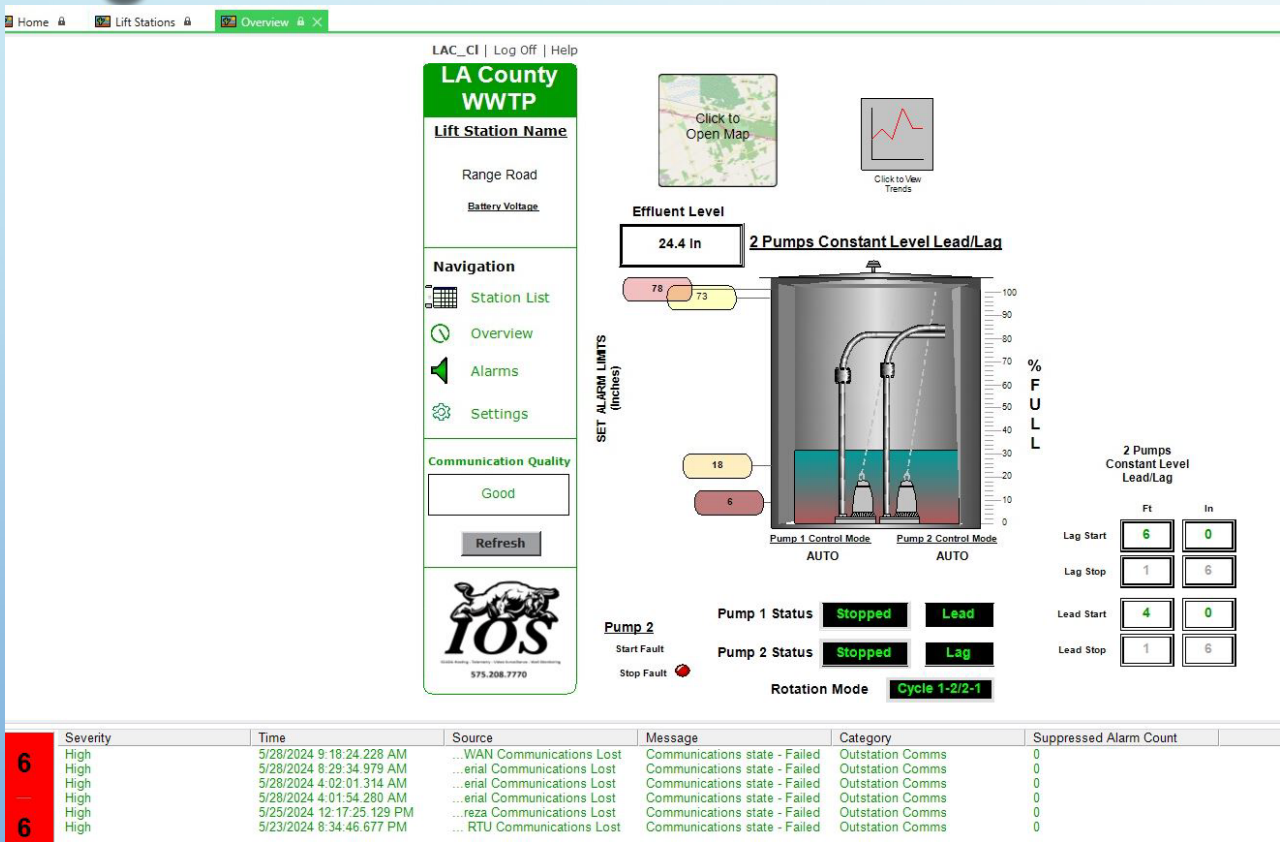 Home
Lift Stations
Overview
LAC_Cl | Log Off | Help
LA County
WWTP
Lift Station Name
Range Road
Battery Voltage
Navigation
Station List
Overview
Alarms
Settings
Communication Quality
Good
Refresh
IOS
575.208.7770
Click to
Open Map
Click to View
Trends
Effluent Level
24.4 In
2 Pumps Constant Level Lead/Lag
78
73
18
6
SET ALARM LIMITS
(Inches)
100
90
80
70
60
50
40
30
20
10
0
% FULL
Pump 1 Control Mode
AUTO
Pump 2 Control Mode
AUTO
Pump 2
Start Fault
Stop Fault
Pump 1 Status Stopped Lead
Pump 2 Status Stopped Lag
Rotation Mode Cycle 1-2/2-1
2 Pumps
Constant Level
Lead/Lag
Ft In
Lag Start 6 0
Lag Stop 1 6
Lead Start 4 0
Lead Stop 1 6
6
6
Severity Time Source Message Category Suppressed Alarm Count
High 5/28/2024 9:18:24.228 AM ...WAN Communications Lost Communications state - Failed Outstation Comms 0
High 5/28/2024 8:29:34.979 AM ...erial Communications Lost Communications state - Failed Outstation Comms 0
High 5/28/2024 4:02:01.314 AM ...erial Communications Lost Communications state - Failed Outstation Comms 0
High 5/28/2024 4:01:54.280 AM ...erial Communications Lost Communications state - Failed Outstation Comms 0
High 5/25/2024 12:17:25.129 PM ...reza Communications Lost Communications state - Failed Outstation Comms 0
High 5/23/2024 8:34:46.677 PM ... RTU Communications Lost Communications state - Failed Outstation Comms 0